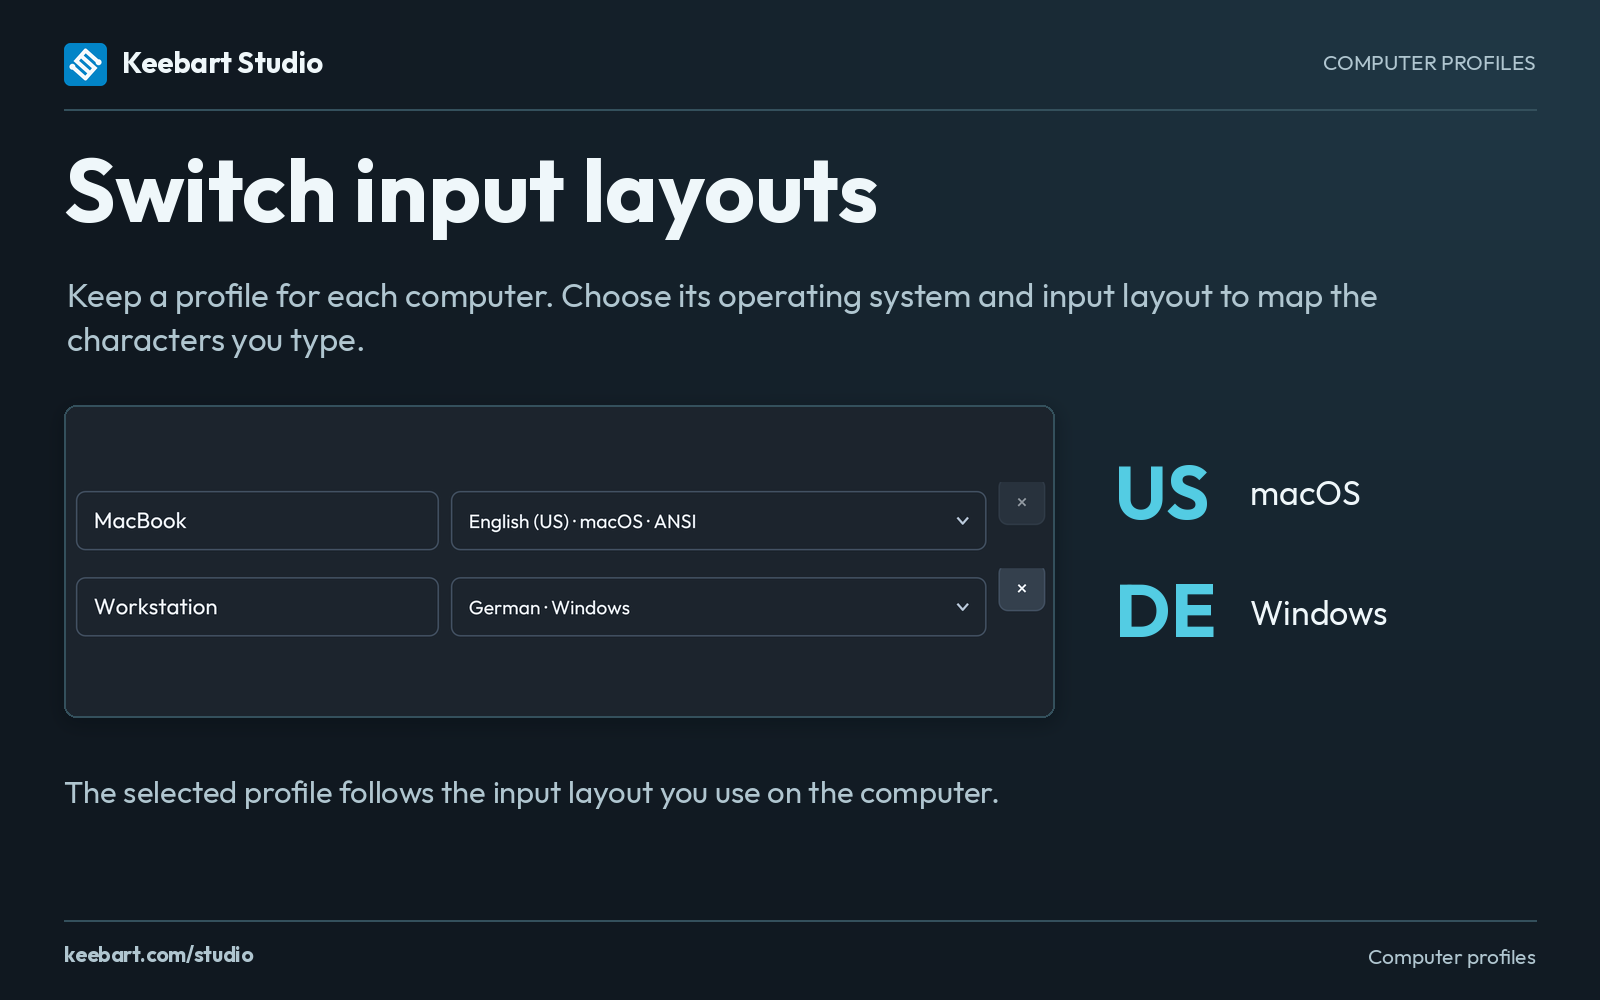 Keebart Studio
COMPUTER PROFILES
Switch input layouts
Keep a profile for each computer. Choose its operating system and input layout to map the
characters you type.
MacBook
English (US) · macOS · ANSI
×
Workstation
German · Windows
×
US macOS
DE Windows
The selected profile follows the input layout you use on the computer.
keebart.com/studio
Computer profiles